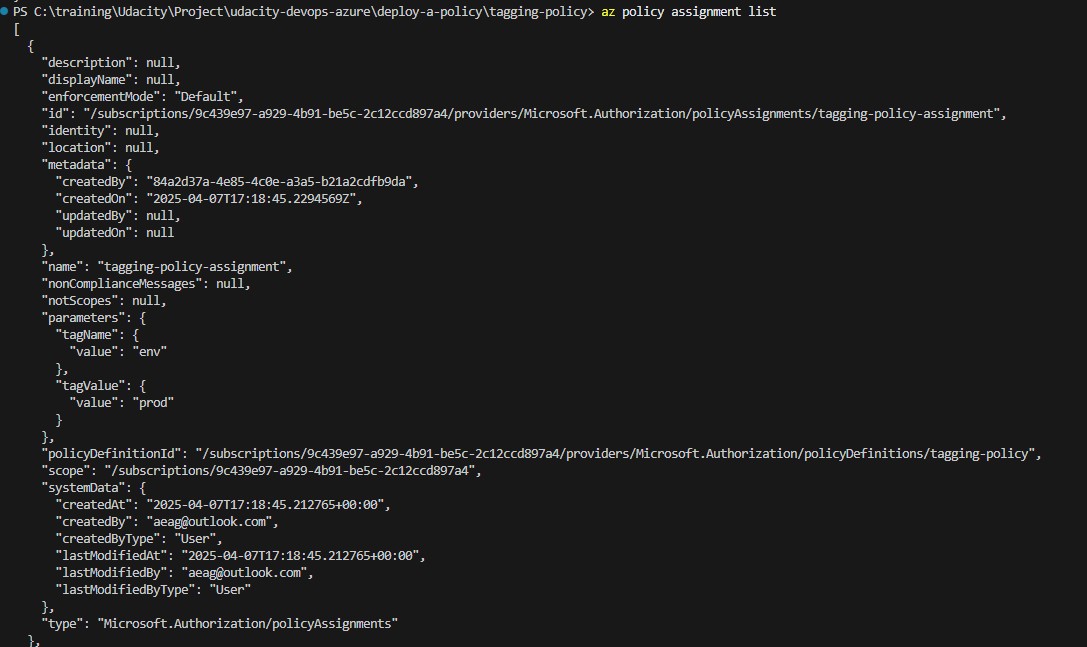 PS C:\training\Udacity\Project\udacity-devops-azure\deploy-a-policy\tagging-policy> az policy assignment list
[
  {
    "description": null,
    "displayName": null,
    "enforcementMode": "Default",
    "id": "/subscriptions/9c439e97-a929-4b91-be5c-2c12ccd897a4/providers/Microsoft.Authorization/policyAssignments/tagging-policy-assignment",
    "identity": null,
    "location": null,
    "metadata": {
      "createdBy": "84a2d37a-4e85-4c0e-a3a5-b21a2cdfb9da",
      "createdOn": "2025-04-07T17:18:45.2294569Z",
      "updatedBy": null,
      "updatedOn": null
    },
    "name": "tagging-policy-assignment",
    "nonComplianceMessages": null,
    "notScopes": null,
    "parameters": {
      "tagName": {
        "value": "env"
      },
      "tagValue": {
        "value": "prod"
      }
    },
    "policyDefinitionId": "/subscriptions/9c439e97-a929-4b91-be5c-2c12ccd897a4/providers/Microsoft.Authorization/policyDefinitions/tagging-policy",
    "scope": "/subscriptions/9c439e97-a929-4b91-be5c-2c12ccd897a4",
    "systemData": {
      "createdAt": "2025-04-07T17:18:45.212765+00:00",
      "createdBy": "aeag@outlook.com",
      "createdByType": "User",
      "lastModifiedAt": "2025-04-07T17:18:45.212765+00:00",
      "lastModifiedBy": "aeag@outlook.com",
      "lastModifiedByType": "User"
    },
    "type": "Microsoft.Authorization/policyAssignments"
  },